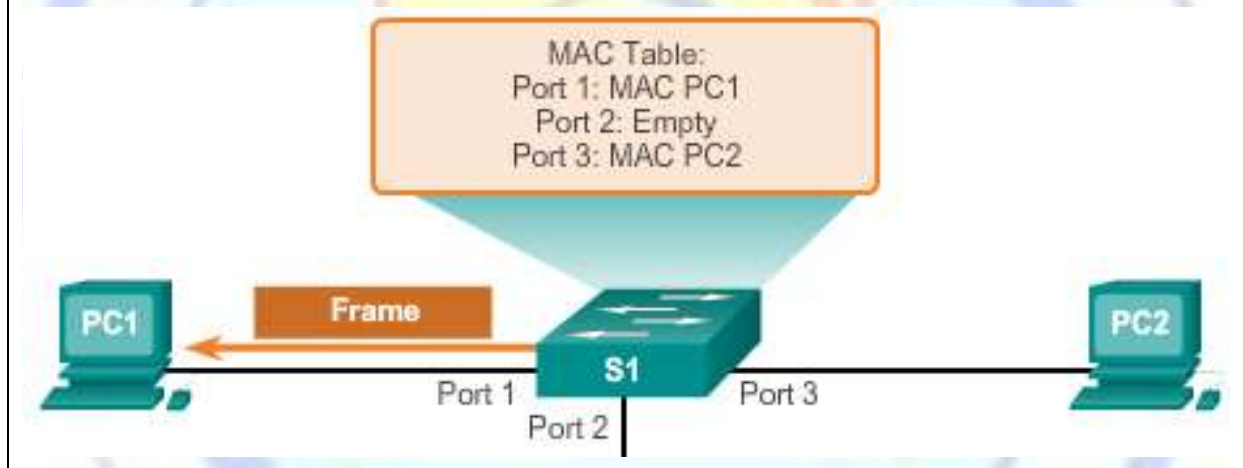 MAC Table:
Port 1: MAC PC1
Port 2: Empty
Port 3: MAC PC2
PC1
Frame
S1
PC2
Port 1
Port 3
Port 2